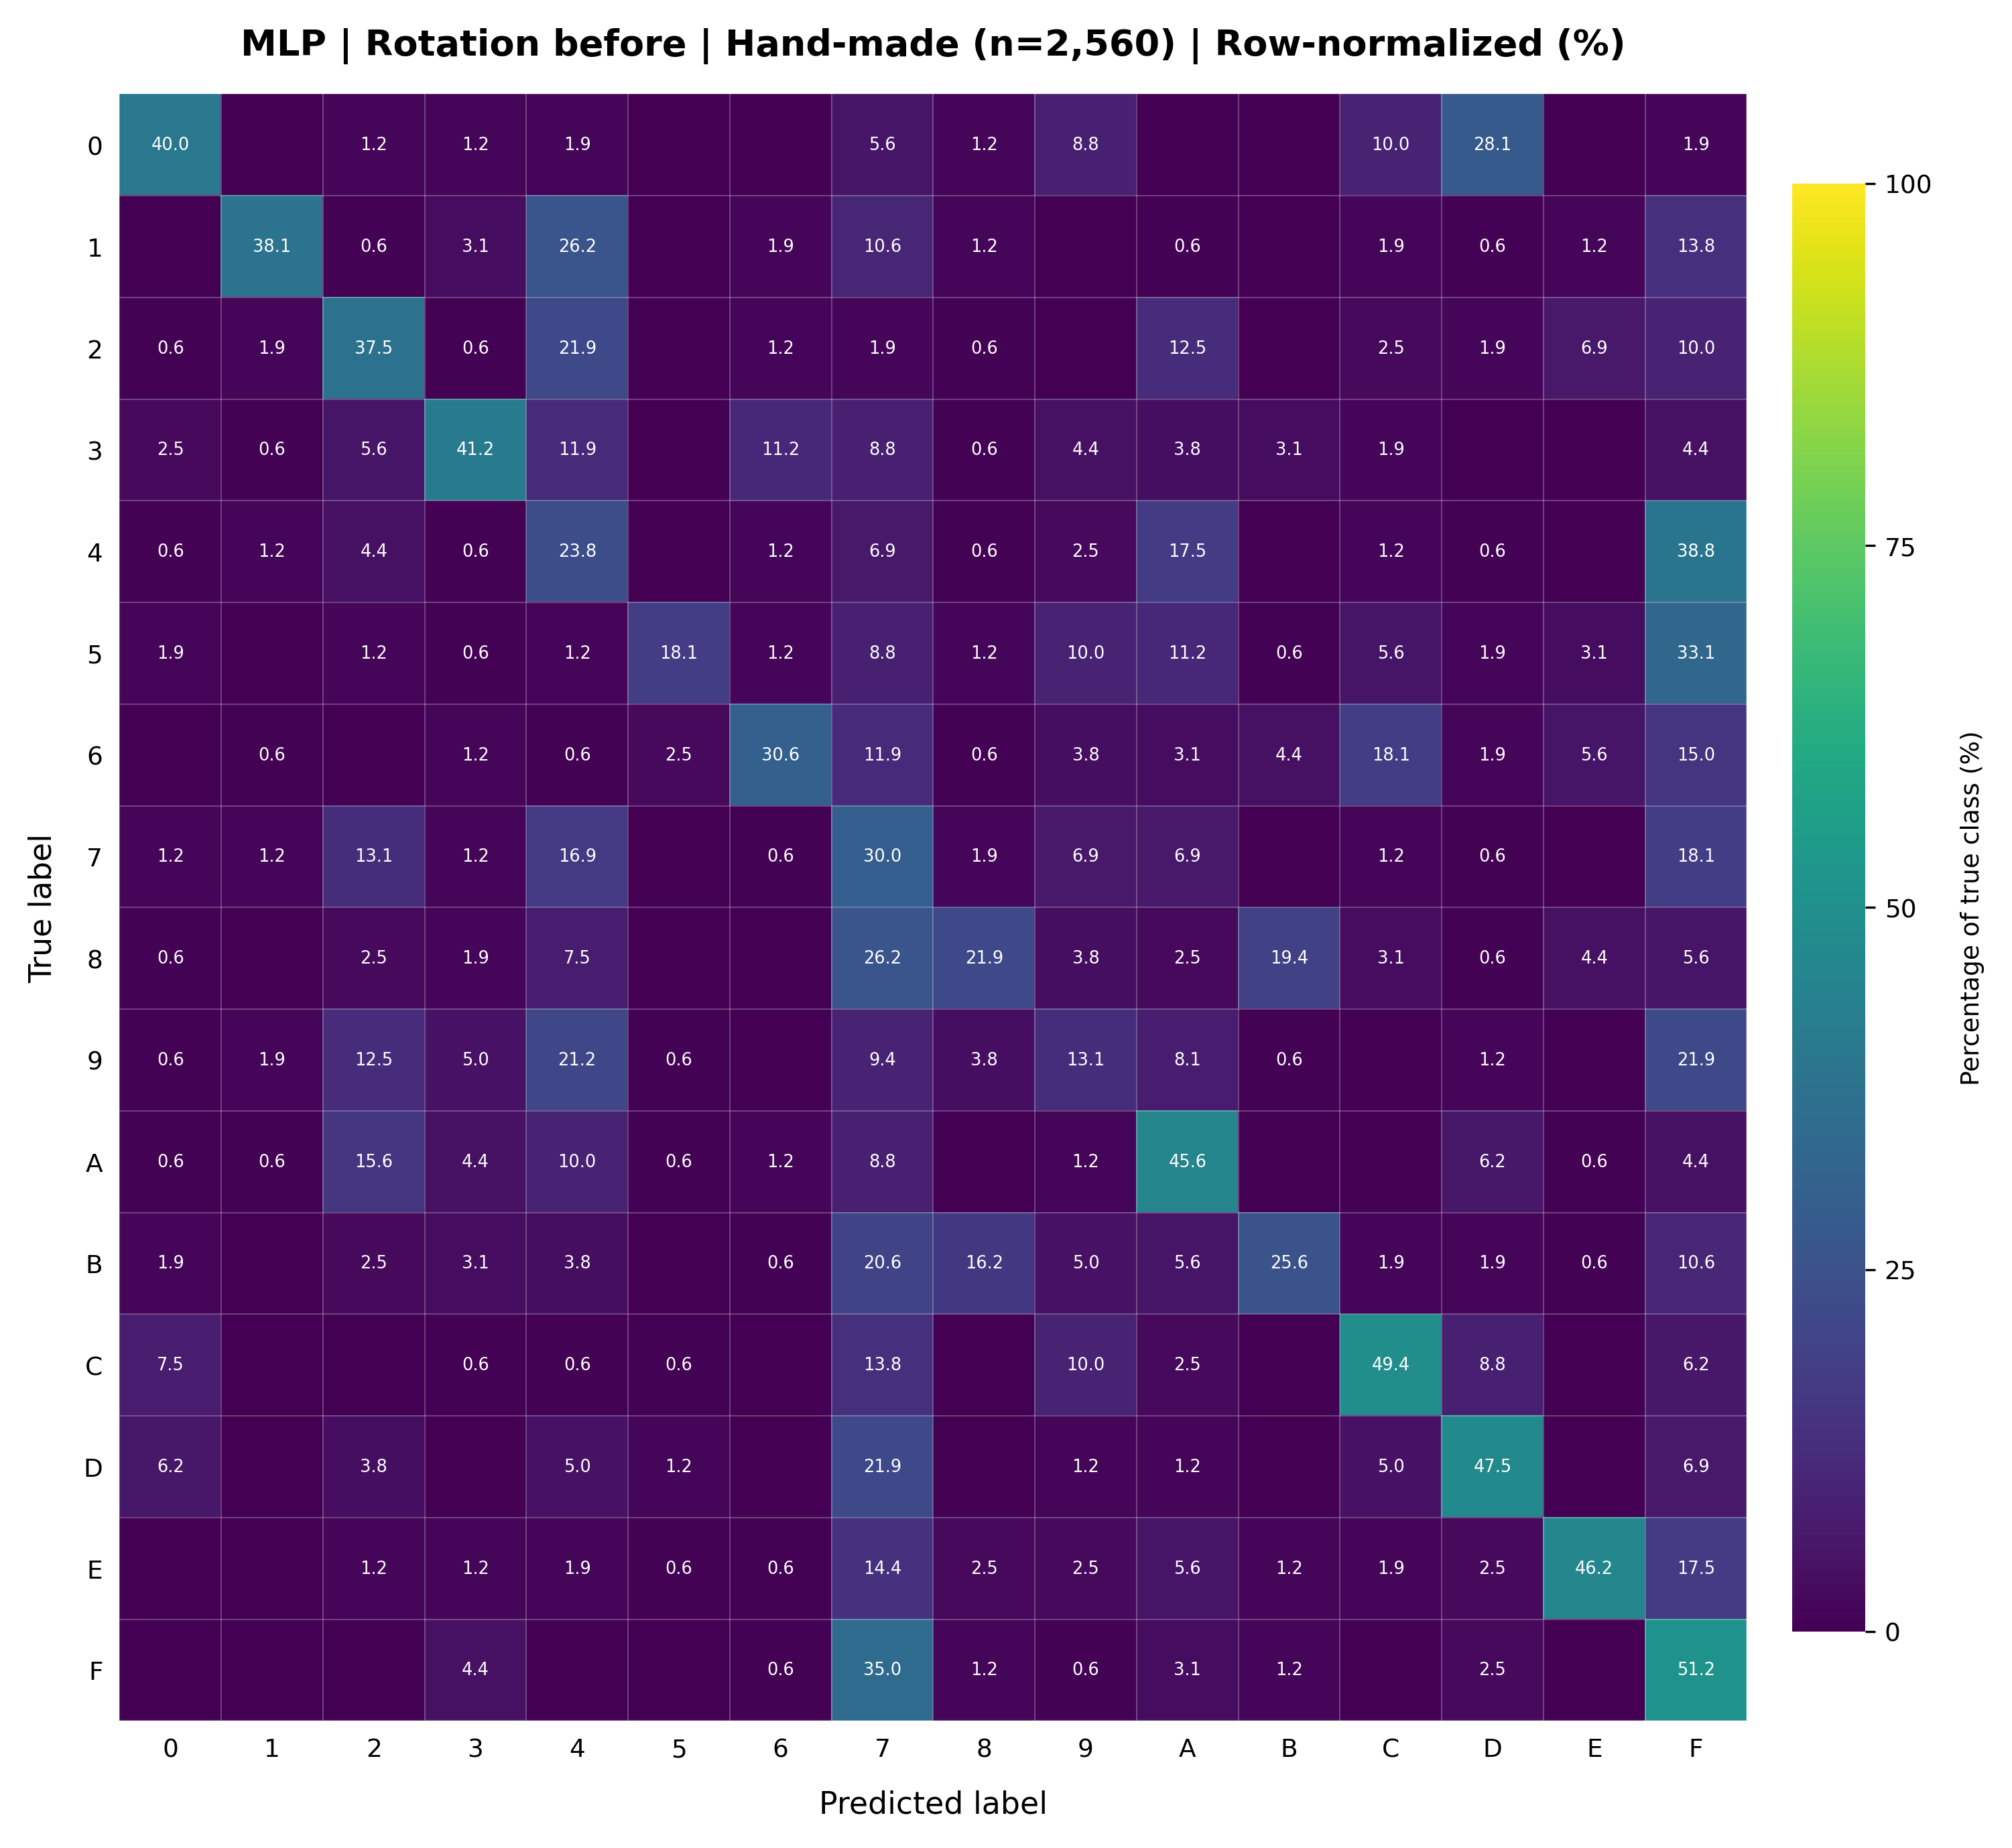 MLP | Rotation before | Hand-made (n=2,560) | Row-normalized (%)
0 40.0 1.2 1.2 1.9 5.6 1.2 8.8 10.0 28.1 1.9
1 38.1 0.6 3.1 26.2 1.9 10.6 1.2 0.6 1.9 0.6 1.2 13.8
2 0.6 1.9 37.5 0.6 21.9 1.2 1.9 0.6 12.5 2.5 1.9 6.9 10.0
3 2.5 0.6 5.6 41.2 11.9 11.2 8.8 0.6 4.4 3.8 3.1 1.9 4.4
4 0.6 1.2 4.4 0.6 23.8 1.2 6.9 0.6 2.5 17.5 1.2 0.6 38.8
5 1.9 1.2 0.6 1.2 18.1 1.2 8.8 1.2 10.0 11.2 0.6 5.6 1.9 3.1 33.1
6 0.6 1.2 0.6 2.5 30.6 11.9 0.6 3.8 3.1 4.4 18.1 1.9 5.6 15.0
7 1.2 1.2 13.1 1.2 16.9 0.6 30.0 1.9 6.9 6.9 1.2 0.6 18.1
8 0.6 2.5 1.9 7.5 26.2 21.9 3.8 2.5 19.4 3.1 0.6 4.4 5.6
9 0.6 1.9 12.5 5.0 21.2 0.6 9.4 3.8 13.1 8.1 0.6 1.2 21.9
A 0.6 0.6 15.6 4.4 10.0 0.6 1.2 8.8 1.2 45.6 6.2 0.6 4.4
B 1.9 2.5 3.1 3.8 0.6 20.6 16.2 5.0 5.6 25.6 1.9 1.9 0.6 10.6
C 7.5 0.6 0.6 0.6 13.8 10.0 2.5 49.4 8.8 6.2
D 6.2 3.8 5.0 1.2 21.9 1.2 1.2 5.0 47.5 6.9
E 1.2 1.2 1.9 0.6 0.6 14.4 2.5 2.5 5.6 1.2 1.9 2.5 46.2 17.5
F 4.4 0.6 35.0 1.2 0.6 3.1 1.2 2.5 51.2
0 1 2 3 4 5 6 7 8 9 A B C D E F
Predicted label
True label
100
75
50
25
0
Percentage of true class (%)